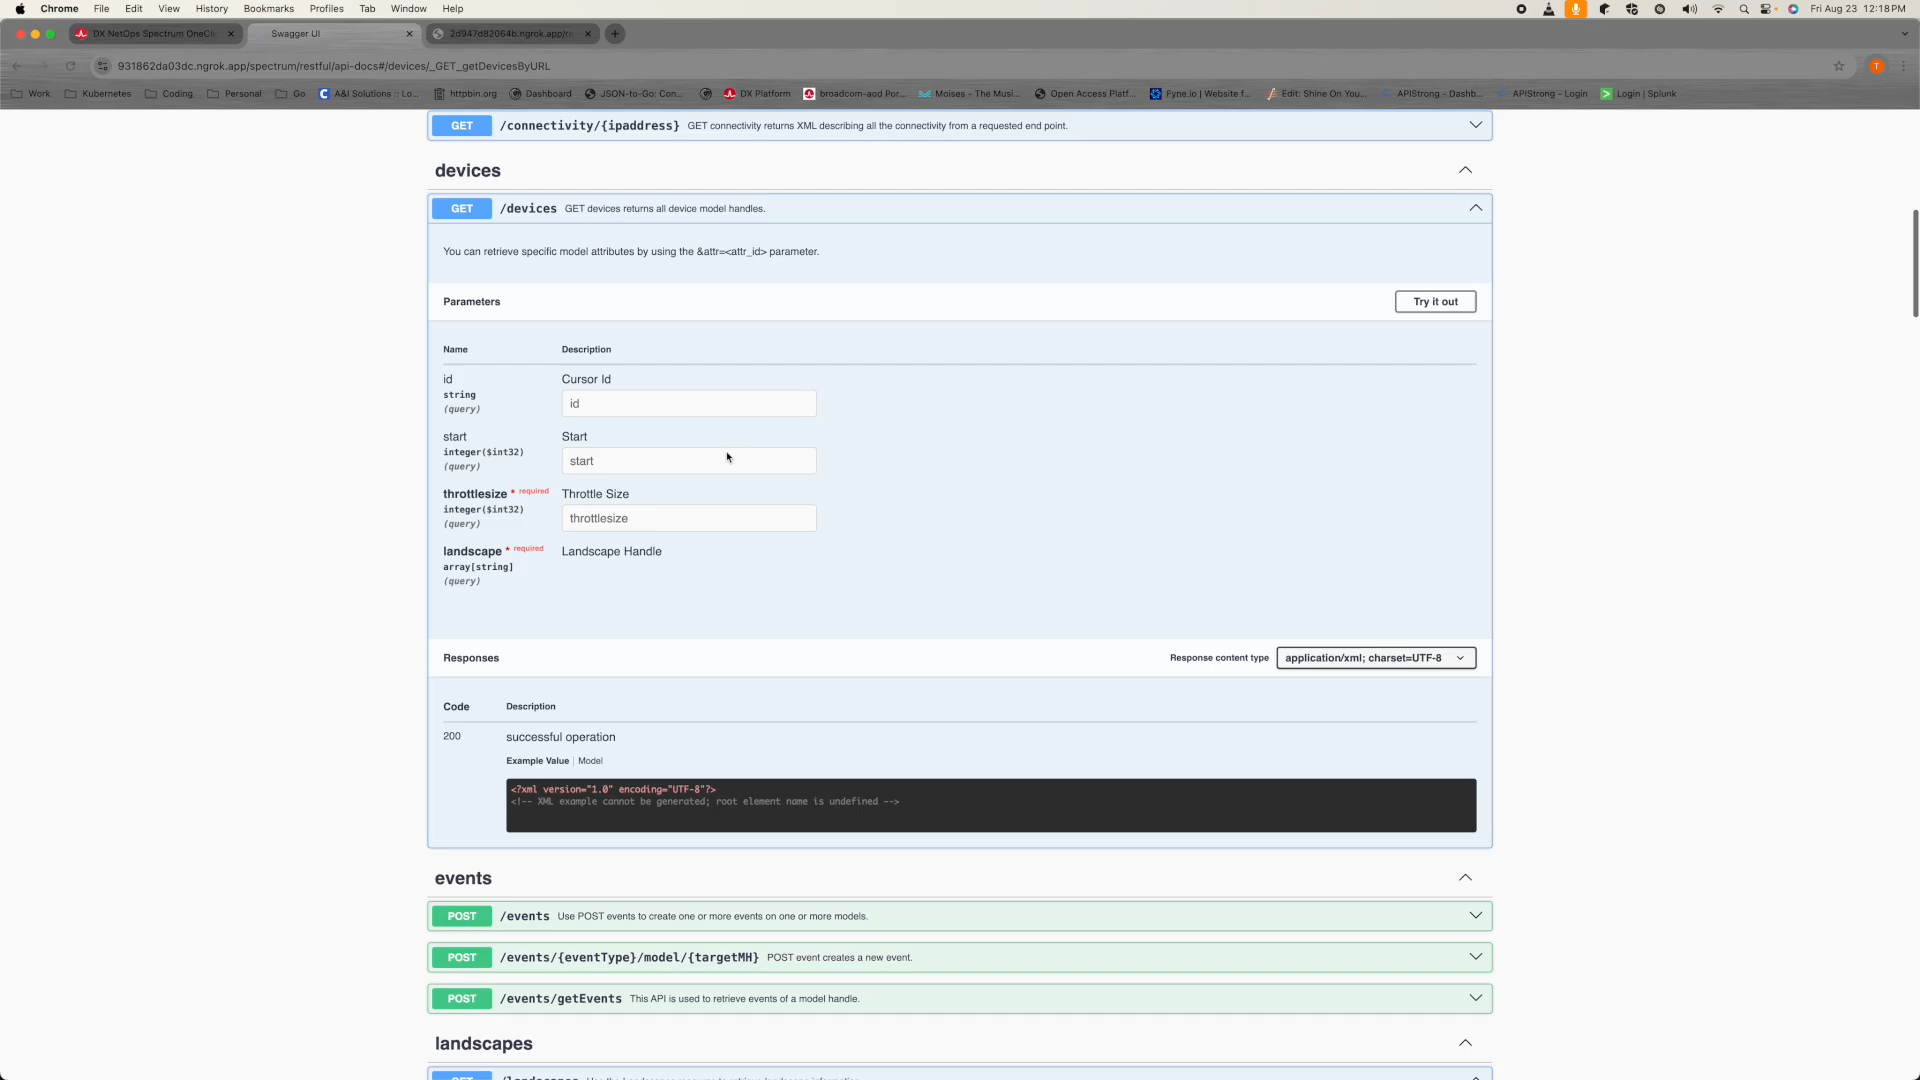 Chrome File Edit View History Bookmarks Profiles Tab Window Help Fri Aug 23 12:18 PM
DX NetOps Spectrum OneCli Swagger UI 2d947d82064b.ngrok.app/re
931862da03dc.ngrok.app/spectrum/restful/api-docs#/devices/_GET_getDevicesByURL T
Work Kubernetes Coding Personal Go A&I Solutions :: Lo... httpbin.org Dashboard JSON-to-Go: Con... DX Platform broadcom-aod Por... Moises - The Musi... Open Access Platf... Fyne.io | Website f... Edit: Shine On You... APIStrong - Dashb... APIStrong - Login Login | Splunk
GET /connectivity/{ipaddress} GET connectivity returns XML describing all the connectivity from a requested end point.
devices
GET /devices GET devices returns all device model handles.
You can retrieve specific model attributes by using the &attr=<attr_id> parameter.
Parameters Try it out
Name Description
id Cursor Id
string id
(query)
start Start
integer($int32) start
(query)
throttlesize * required Throttle Size
integer($int32) throttlesize
(query)
landscape * required Landscape Handle
array[string]
(query)
Responses Response content type application/xml; charset=UTF-8
Code Description
200 successful operation
Example Value | Model
<?xml version="1.0" encoding="UTF-8"?>
<!-- XML example cannot be generated; root element name is undefined -->
events
POST /events Use POST events to create one or more events on one or more models.
POST /events/{eventType}/model/{targetMH} POST event creates a new event.
POST /events/getEvents This API is used to retrieve events of a model handle.
landscapes